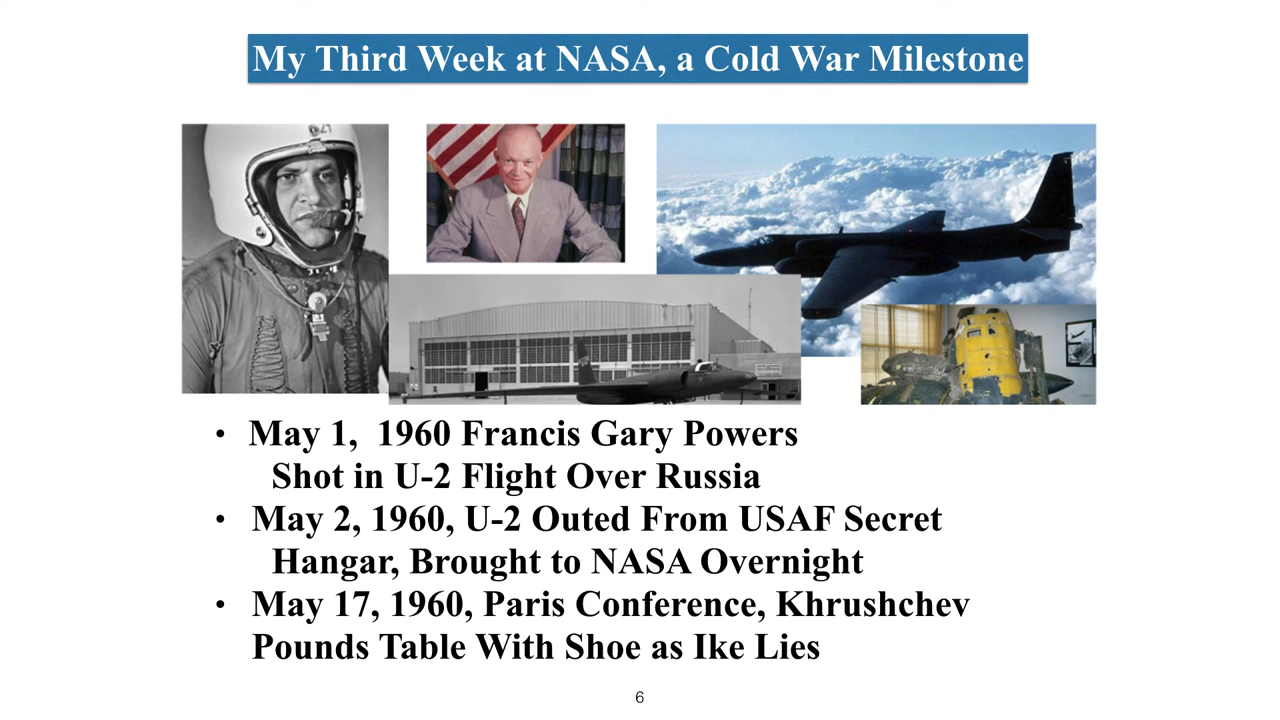 My Third Week at NASA, a Cold War Milestone
• May 1,  1960 Francis Gary Powers
Shot in U-2 Flight Over Russia
• May 2, 1960, U-2 Outed From USAF Secret
Hangar, Brought to NASA Overnight
• May 17, 1960, Paris Conference, Khrushchev
Pounds Table With Shoe as Ike Lies
6